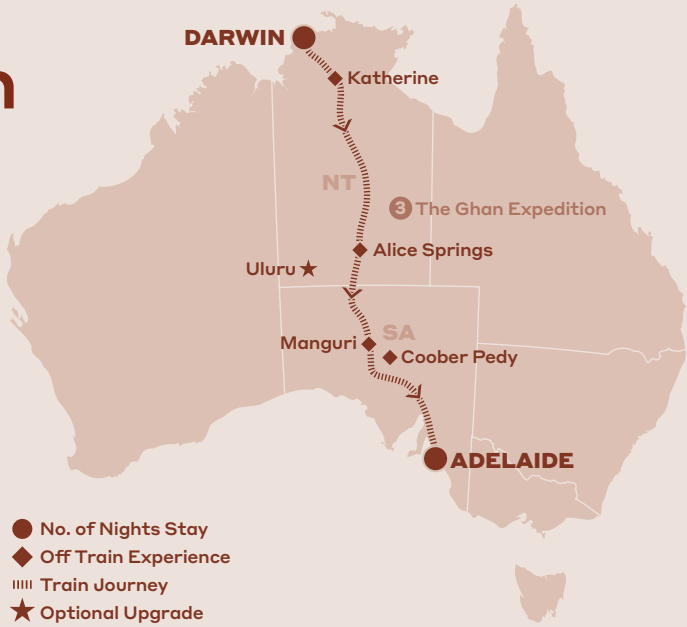 n
DARWIN
Katherine
NT
3 The Ghan Expedition
Alice Springs
Uluru
SA
Manguri
Coober Pedy
ADELAIDE
No. of Nights Stay
Off Train Experience
Train Journey
Optional Upgrade